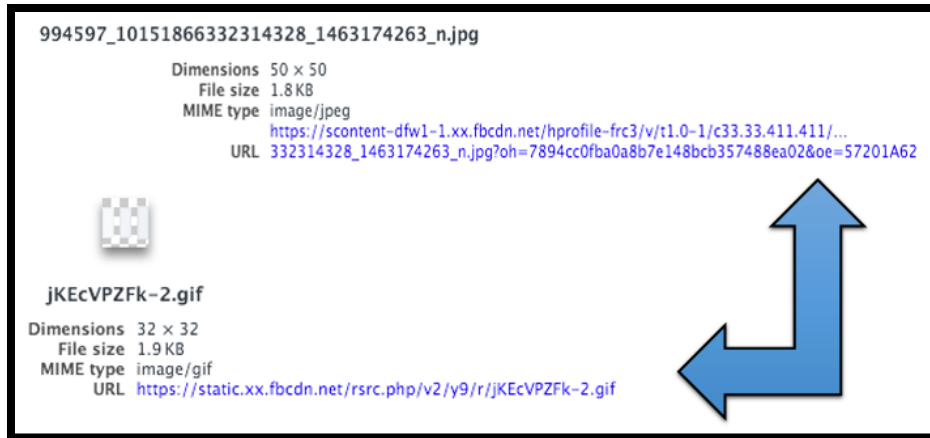 994597_10151866332314328_1463174263_n.jpg
Dimensions 50 × 50
File size 1.8 KB
MIME type image/jpeg
https://scontent-dfw1-1.xx.fbcdn.net/hprofile-frc3/v/t1.0-1/c33.33.411.411/...
URL 332314328_1463174263_n.jpg?oh=7894cc0fba0a8b7e148bcb357488ea02&oe=57201A62
jKEcVPZFk-2.gif
Dimensions 32 × 32
File size 1.9 KB
MIME type image/gif
URL https://static.xx.fbcdn.net/rsrc.php/v2/y9/r/jKEcVPZFk-2.gif